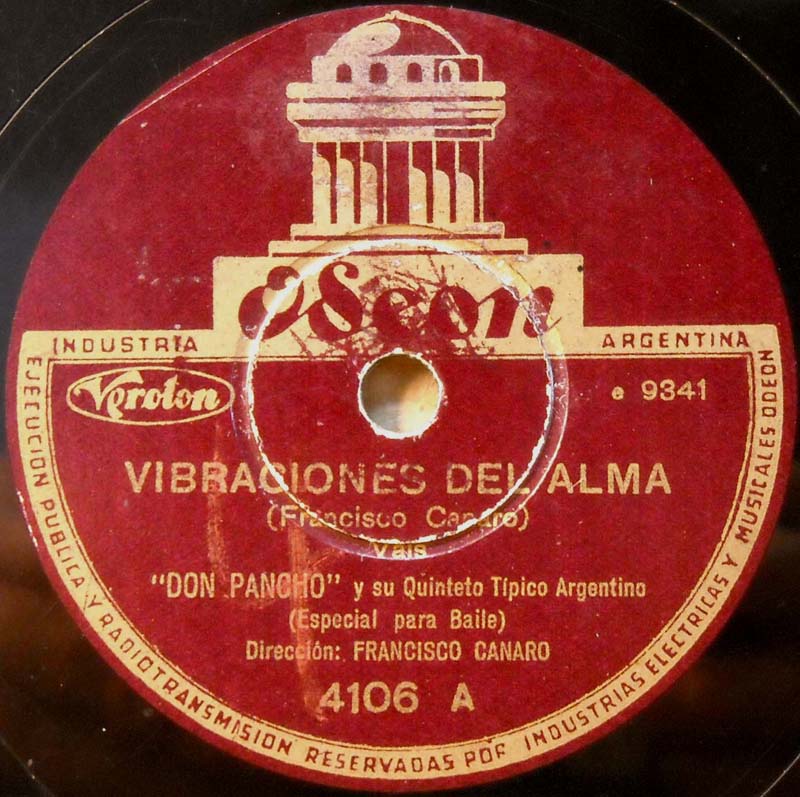 Odeon
INDUSTRIA ARGENTINA
Veroton
e 9341
VIBRACIONES DEL ALMA
(Francisco Canaro)
Vals
"DON PANCHO" y su Quinteto Típico Argentino
(Especial para Baile)
Dirección: FRANCISCO CANARO
4106 A
EJECUCION PUBLICA Y RADIOTRANSMISION RESERVADAS POR INDUSTRIAS ELECTRICAS Y MUSICALES ODEON